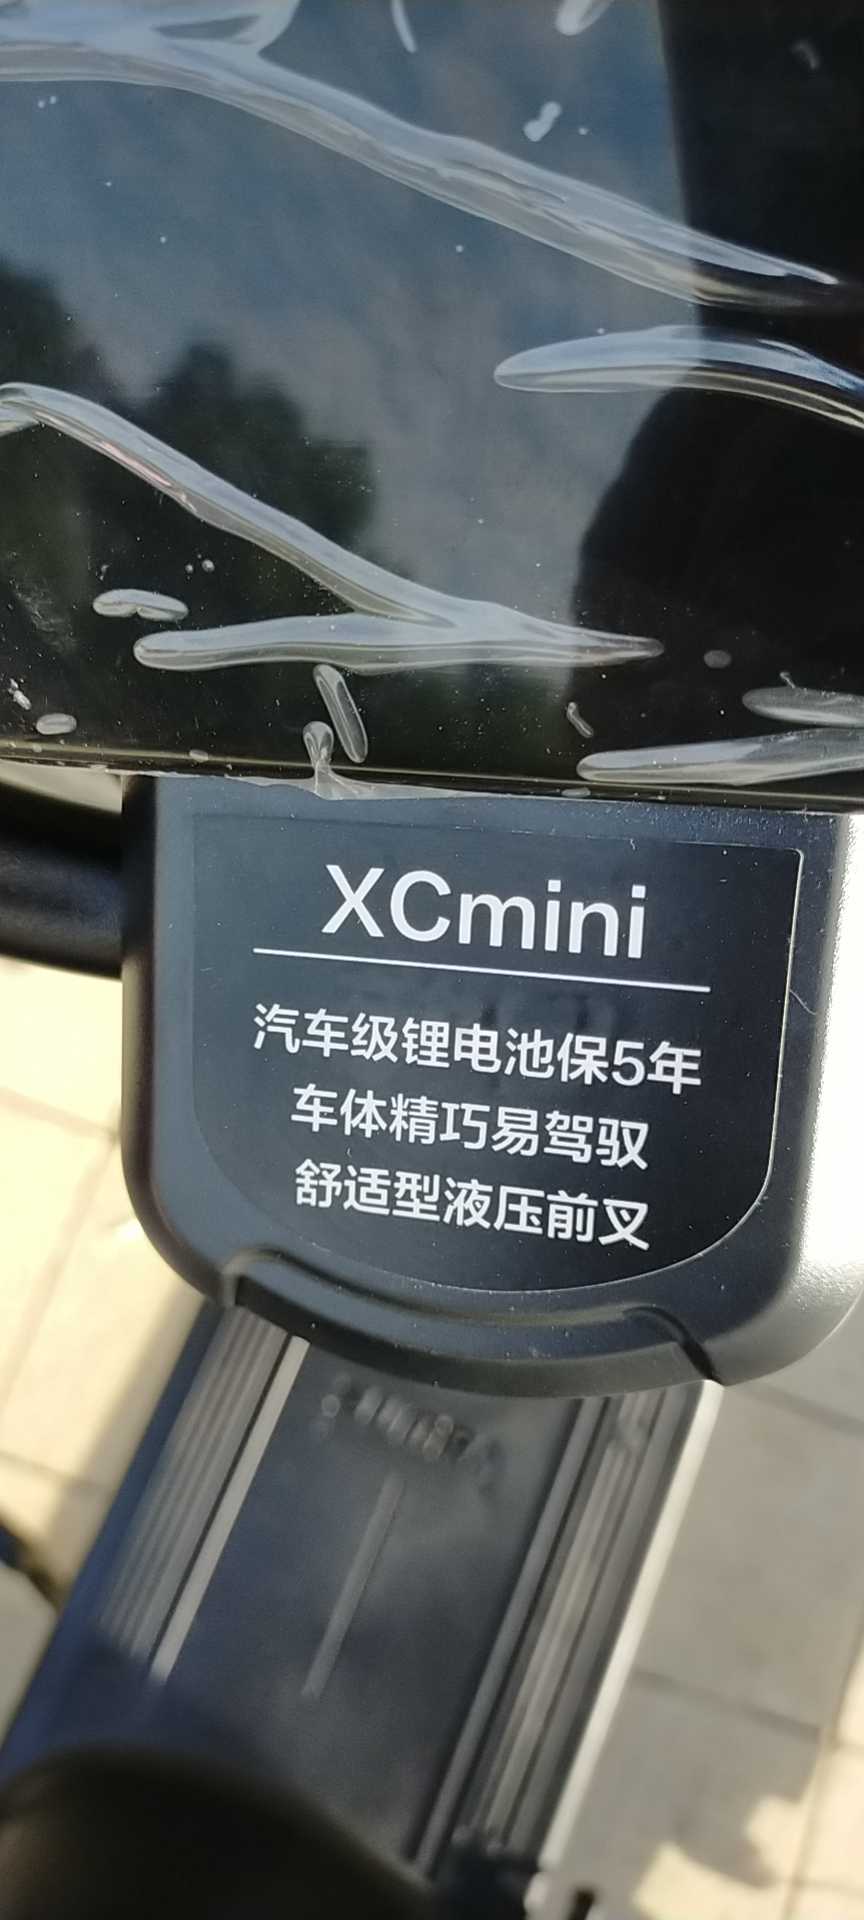 XCmini
汽车级锂电池保5年
车体精巧易驾驭
舒适型液压前叉